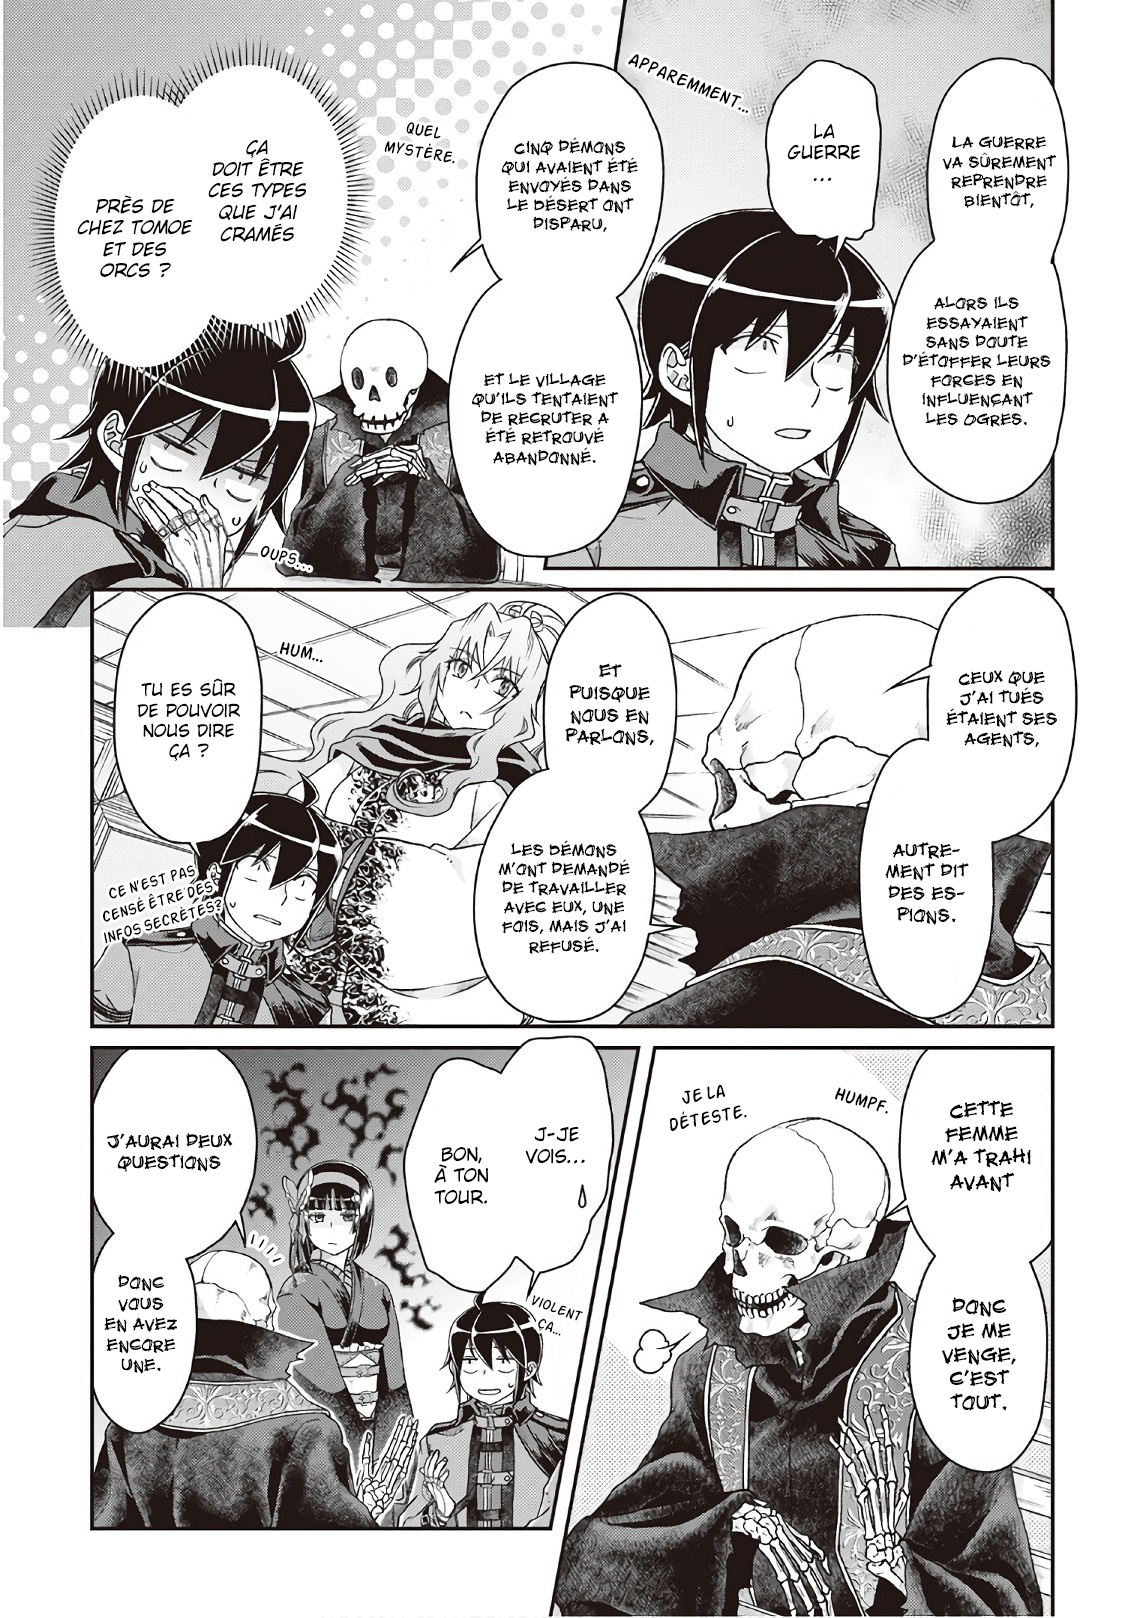 LA GUERRE
VA SÛREMENT
REPRENDRE
BIENTÔT,
ALORS ILS
ESSAYAIENT
SANS DOUTE
D'ÉTOFFER LEURS
FORCES EN
INFLUENÇANT
LES OGRES.
LA
GUERRE
...
APPAREMMENT...
CINQ DÉMONS
QUI AVAIENT ÉTÉ
ENVOYÉS DANS
LE DÉSERT ONT
DISPARU,
ET LE VILLAGE
QU'ILS TENTAIENT
DE RECRUTER A
ÉTÉ RETROUVÉ
ABANDONNÉ.
QUEL
MYSTÈRE.
ÇA
DOIT ÊTRE
CES TYPES
QUE J'AI
CRAMÉS
PRÈS DE
CHEZ TOMOE
ET DES
ORCS ?
OUPS...
CEUX QUE
J'AI TUÉS
ÉTAIENT SES
AGENTS,
AUTRE-
MENT DIT
DES ES-
PIONS.
ET
PUISQUE
NOUS EN
PARLONS,
LES DÉMONS
M'ONT DEMANDÉ
DE TRAVAILLER
AVEC EUX, UNE
FOIS, MAIS J'AI
REFUSÉ.
HUM...
TU ES SÛR
DE POUVOIR
NOUS DIRE
ÇA ?
CE N'EST PAS
CENSÉ ÊTRE DES
INFOS SECRÈTES?
CETTE
FEMME
M'A TRAHI
AVANT
DONC
JE ME
VENGE,
C'EST
TOUT.
HUMPF.
JE LA
DÉTESTE.
J-JE
VOIS...
BON,
À TON
TOUR.
VIOLENT
ÇA...
J'AURAI DEUX
QUESTIONS
DONC
VOUS
EN AVEZ
ENCORE
UNE.